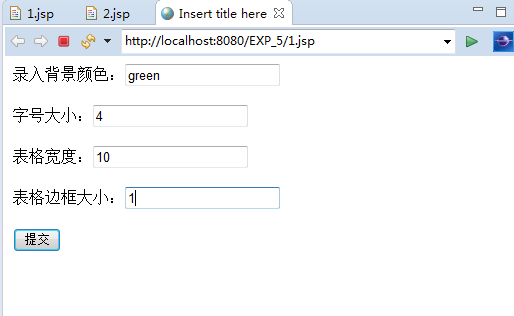 1.jsp 2.jsp Insert title here
http://localhost:8080/EXP_5/1.jsp
录入背景颜色：green
字号大小：4
表格宽度：10
表格边框大小：1
提交